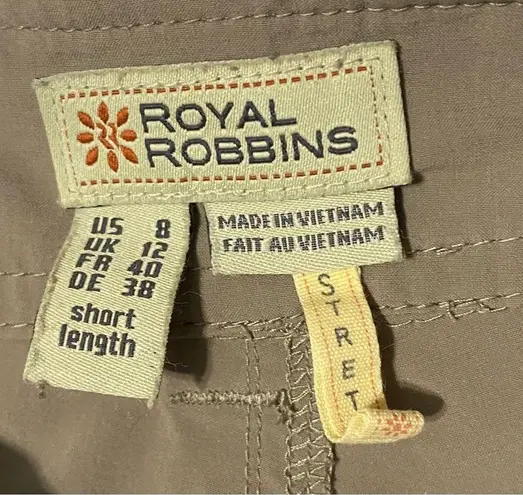 ROYAL
ROBBINS
US 8
UK 12
FR 40
DE 38
short
length
MADE IN VIETNAM
FAIT AU VIETNAM
STRET